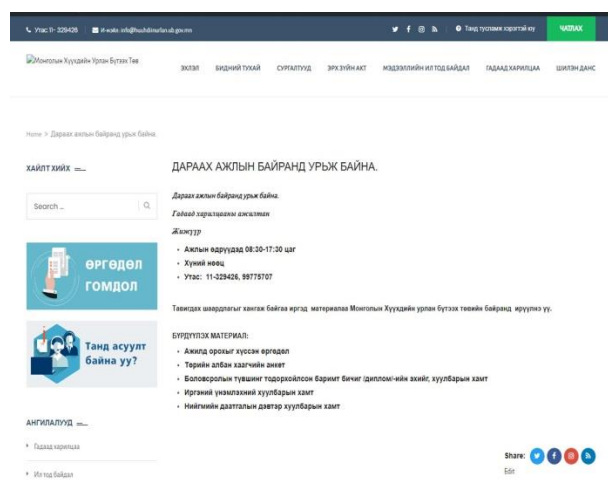 Утас: 11- 329426
И-мэйл: info@huuhdiinurlan.ub.gov.mn
Танд тусламж хэрэгтэй юу
ЧАТЛАХ
Монголын Хүүхдийн Урлан Бүтээх Төв
ЭХЛЭЛ БИДНИЙ ТУХАЙ СУРГАЛТУУД ЭРХ ЗҮЙН АКТ МЭДЭЭЛЛИЙН ИЛ ТОД БАЙДАЛ ГАДААД ХАРИЛЦАА ШИЛЭН ДАНС
Home > Дараах ажлын байранд урьж байна.
ХАЙЛТ ХИЙХ
Search ...
ӨРГӨДӨЛ
ГОМДОЛ
Танд асуулт
байна уу?
АНГИЛАЛУУД
Гадаад харилцаа
Ил тод байдал
ДАРААХ АЖЛЫН БАЙРАНД УРЬЖ БАЙНА.
Дараах ажлын байранд урьж байна.
Гадаад харилцааны ажилтан
Жижүүр
• Ажлын өдрүүдэд 08:30-17:30 цаг
• Хүний нөөц
• Утас: 11-329426, 99775707
Тавигдах шаардлагыг хангаж байгаа иргэд материалаа Монголын Хүүхдийн урлан бүтээх төвийн байранд ирүүлнэ үү.
БҮРДҮҮЛЭХ МАТЕРИАЛ:
• Ажилд орохыг хүссэн өргөдөл
• Төрийн албан хаагчийн анкет
• Боловсролын түвшинг тодорхойлсон баримт бичиг /диплом/-ийн эхийг, хуулбарын хамт
• Иргэний үнэмлэхний хуулбарын хамт
• Нийгмийн даатгалын дэвтэр хуулбарын хамт
Share:
Edit